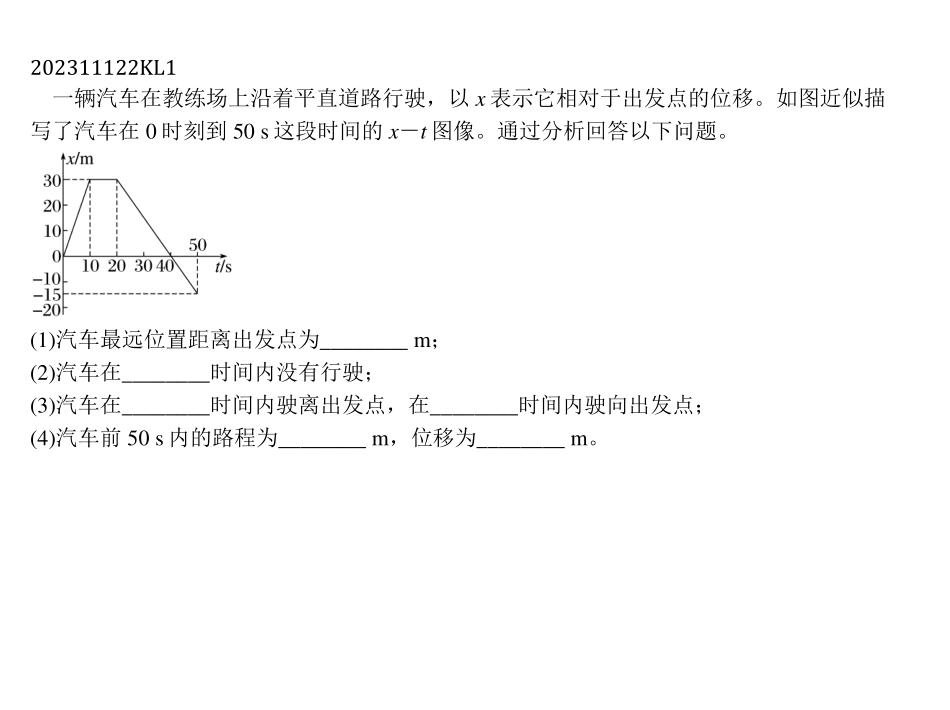 202311122KL1
一辆汽车在教练场上沿着平直道路行驶，以 x 表示它相对于出发点的位移。如图近似描
写了汽车在 0 时刻到 50 s 这段时间的 x－t 图像。通过分析回答以下问题。
x/m
30
20
10
0
10 20 30 40
50
t/s
−10
−15
−20
(1)汽车最远位置距离出发点为________ m；
(2)汽车在________时间内没有行驶；
(3)汽车在________时间内驶离出发点，在________时间内驶向出发点；
(4)汽车前 50 s 内的路程为________ m，位移为________ m。